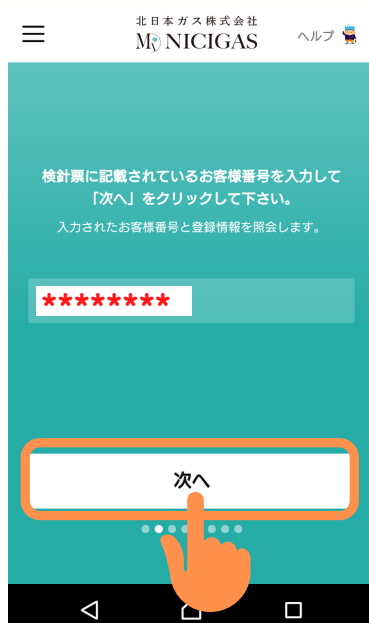 北日本ガス株式会社
My NICIGAS
ヘルプ
検針票に記載されているお客様番号を入力して
「次へ」をクリックして下さい。
入力されたお客様番号と登録情報を照会します。
********
次へ